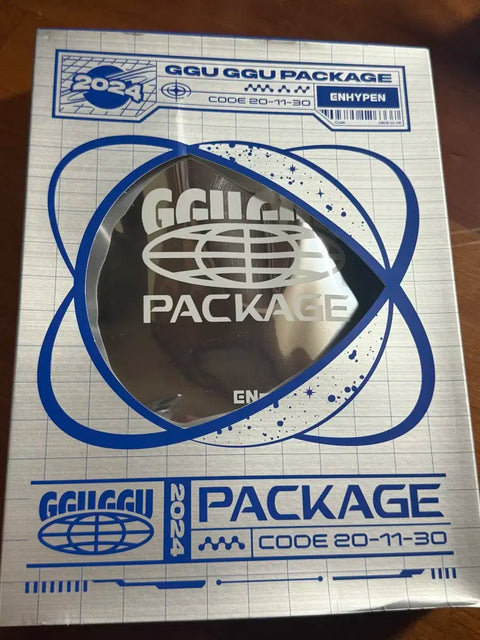 2024
GGU GGU PACKAGE
CODE 20-11-30
ENHYPEN
GGUGGU
PACKAGE
EN-
GGUGGU
2024
PACKAGE
CODE 20-11-30